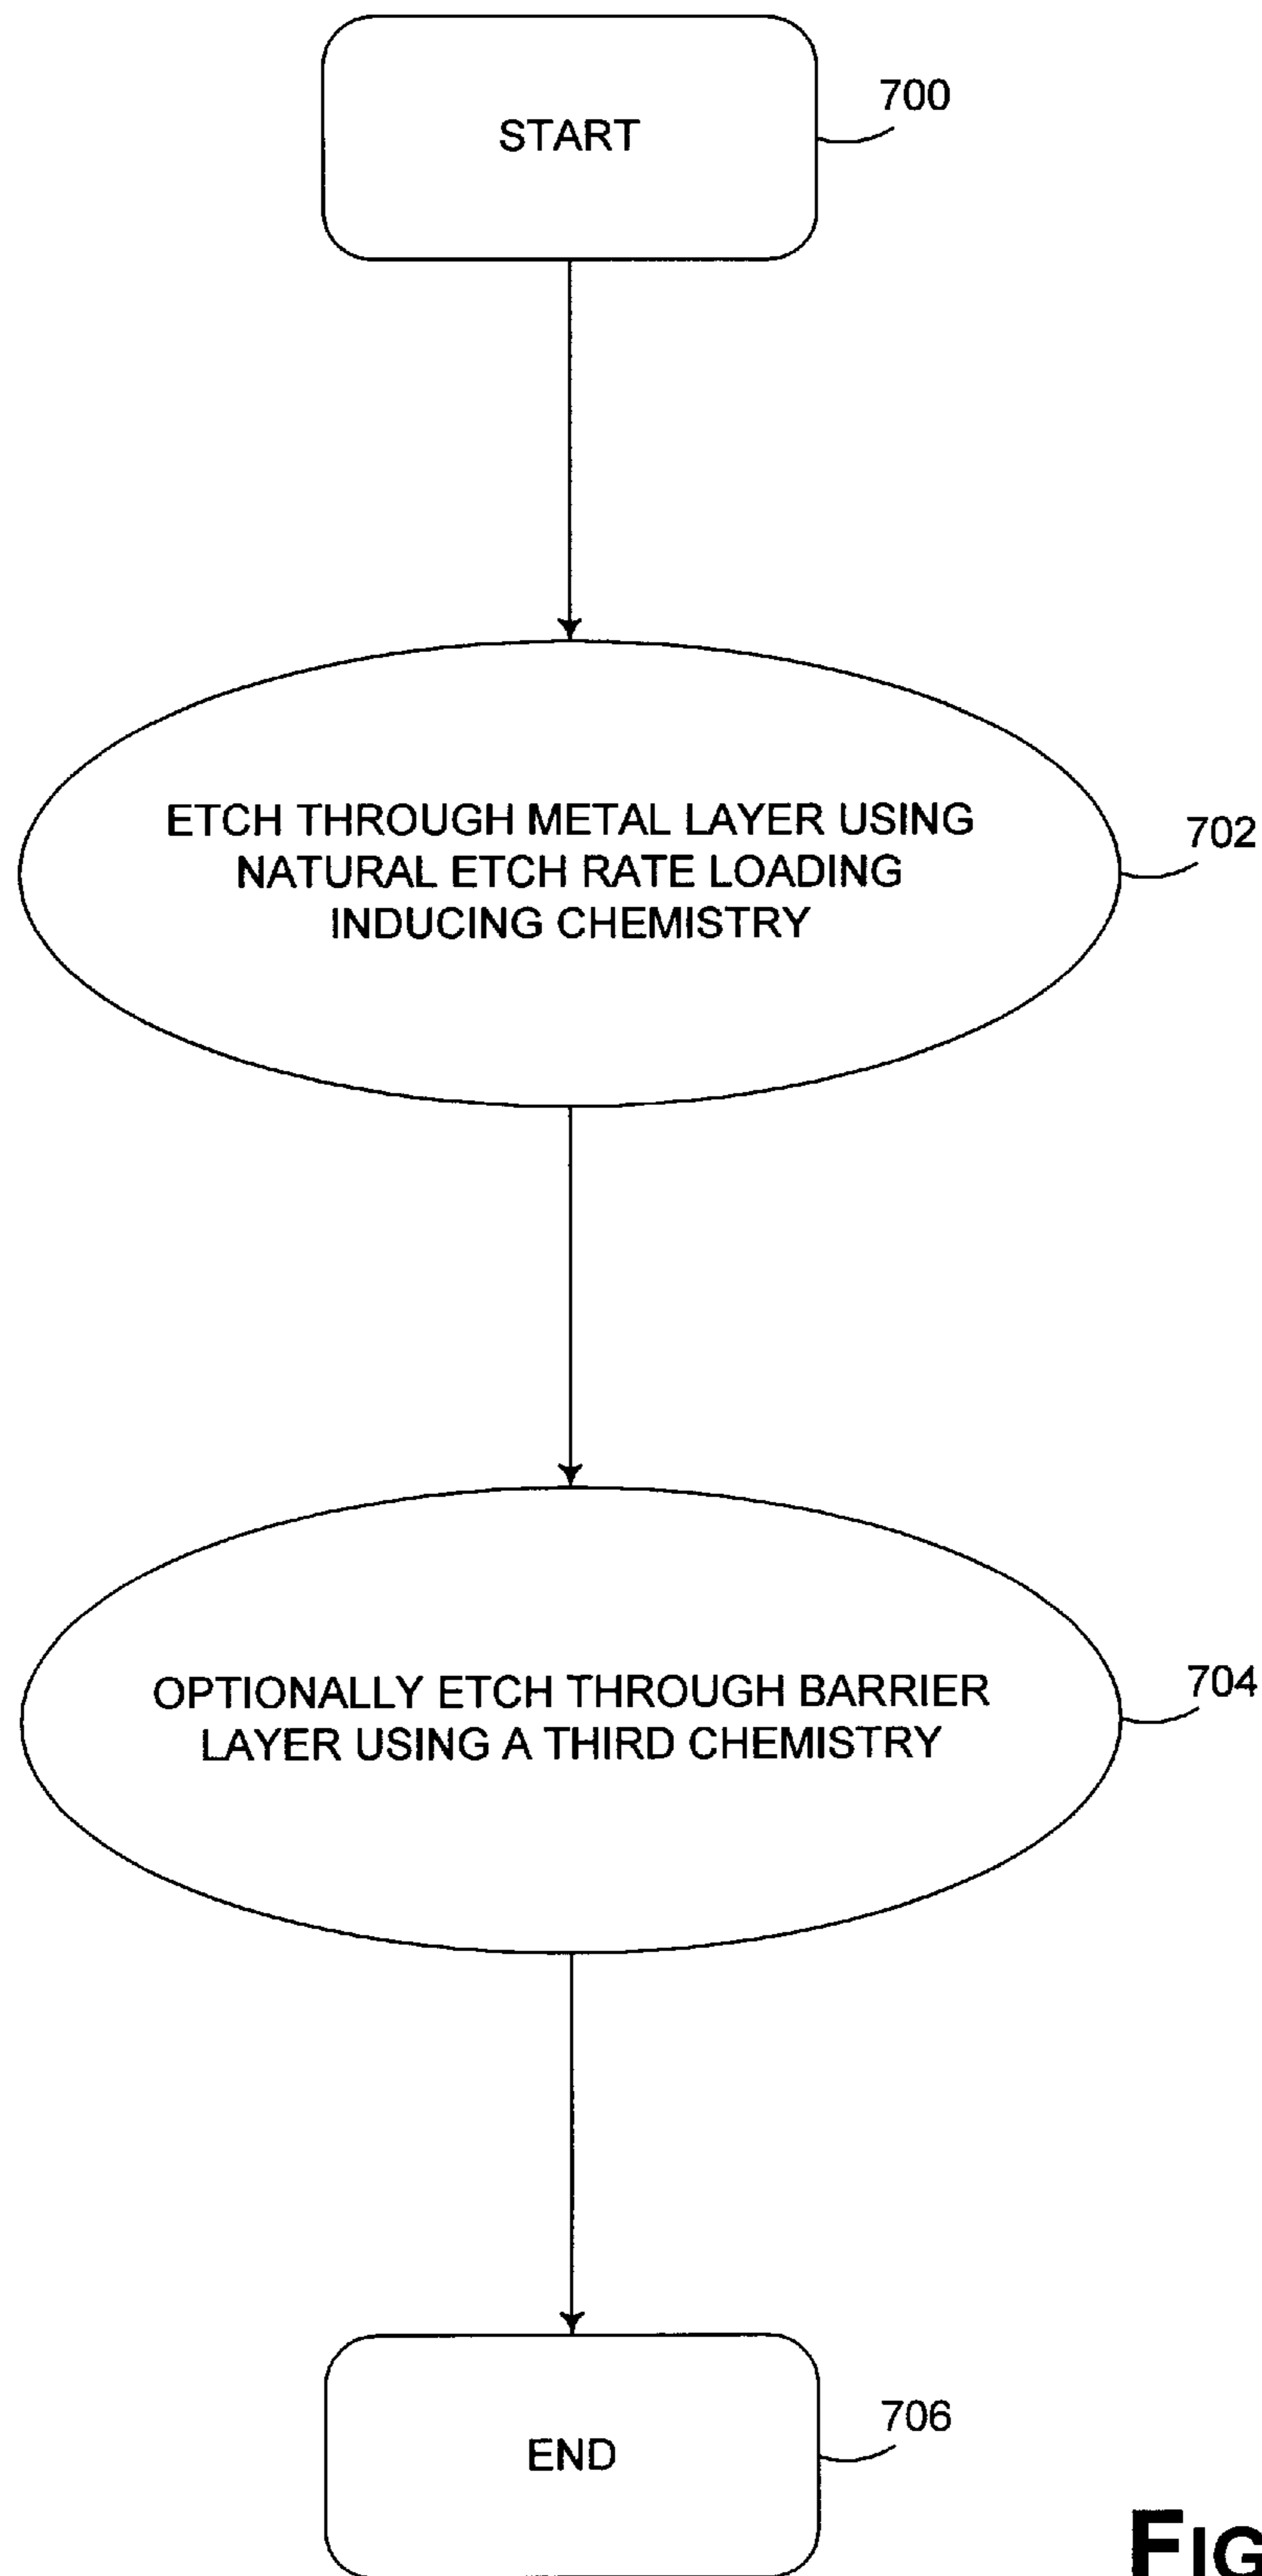 START
700
ETCH THROUGH METAL LAYER USING
NATURAL ETCH RATE LOADING
INDUCING CHEMISTRY
702
OPTIONALLY ETCH THROUGH BARRIER
LAYER USING A THIRD CHEMISTRY
704
END
706
FIG